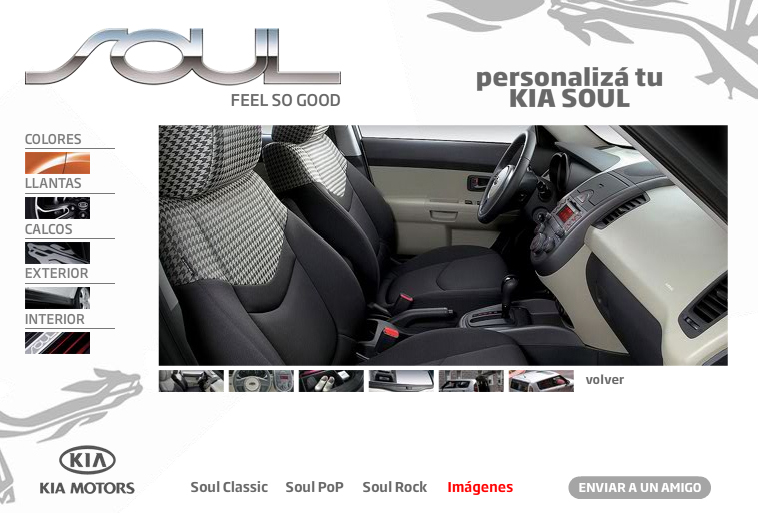 SOUL
FEEL SO GOOD
personalizá tu
KIA SOUL
COLORES
LLANTAS
CALCOS
EXTERIOR
INTERIOR
volver
KIA
KIA MOTORS
Soul Classic Soul PoP Soul Rock Imágenes
ENVIAR A UN AMIGO